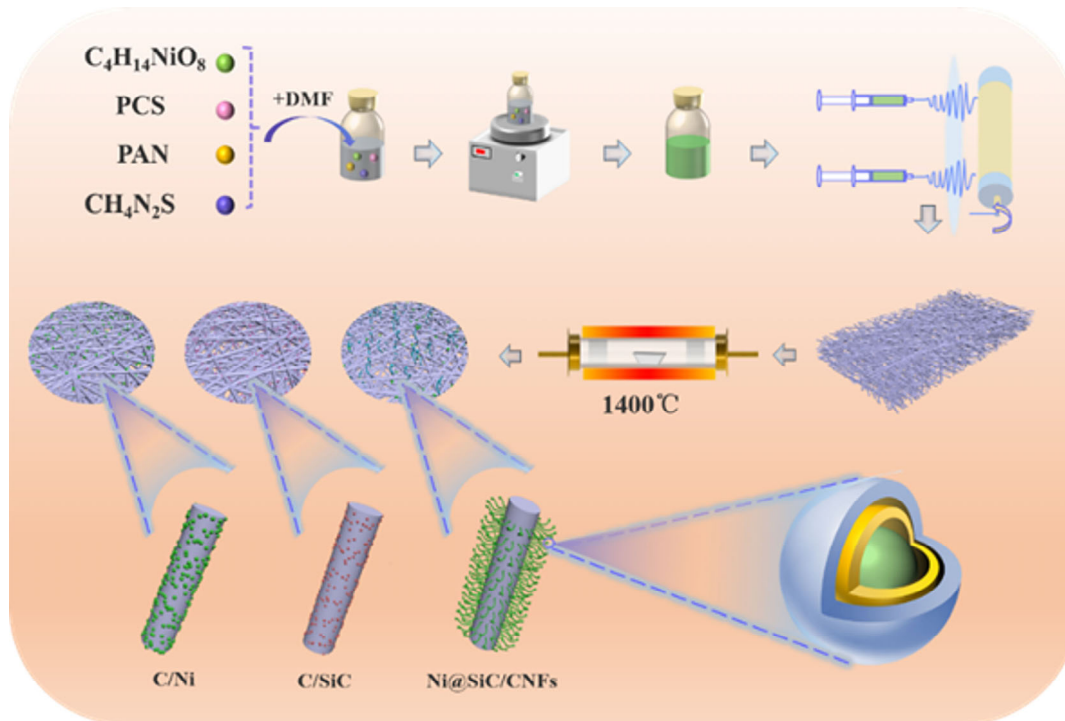 C₄H₁₄NiO₈
PCS
PAN
CH₄N₂S
+DMF
1400℃
C/Ni
C/SiC
Ni@SiC/CNFs